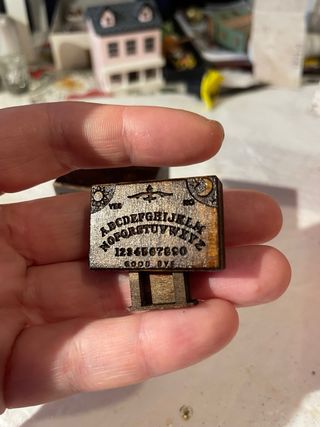 YES NO
ABCDEFGHIJKLM
NOPQRSTUVWXYZ
1234567890
GOOD BYE